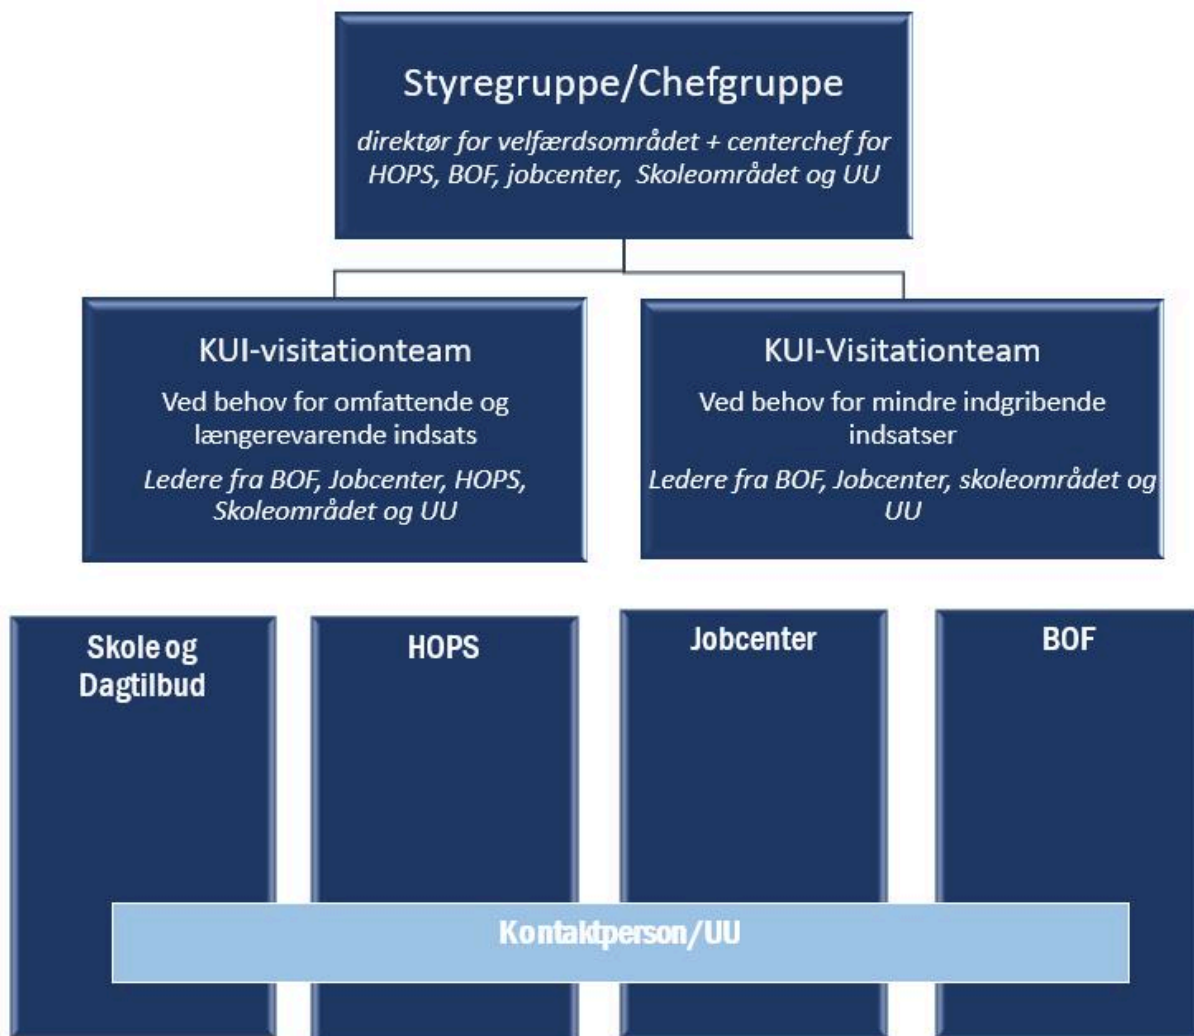 Styregruppe/Chefgruppe
direktør for velfærdsområdet + centerchef for
HOPS, BOF, jobcenter, Skoleområdet og UU
KUI-visitationteam
Ved behov for omfattende og
længerevarende indsats
Ledere fra BOF, Jobcenter, HOPS,
Skoleområdet og UU
KUI-Visitationteam
Ved behov for mindre indgribende
indsatser
Ledere fra BOF, Jobcenter, skoleområdet og
UU
Skole og
Dagtilbud
HOPS
Jobcenter
BOF
Kontaktperson/UU